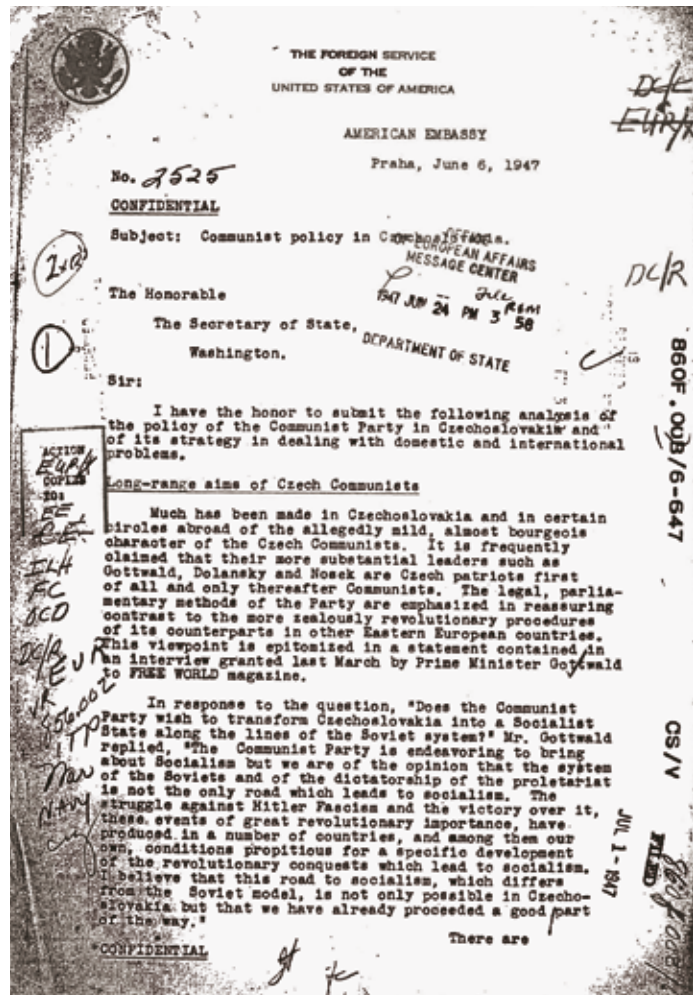 THE FOREIGN SERVICE
OF THE
UNITED STATES OF AMERICA
DC/R
EUR/X
AMERICAN EMBASSY
Praha, June 6, 1947
No. 2525
CONFIDENTIAL
Subject: Communist policy in Czechoslovakia.
OFFICE
OF EUROPEAN AFFAIRS
MESSAGE CENTER
1947 JUN 24 PM 3 58
DEPARTMENT OF STATE
DC/R
The Honorable
The Secretary of State,
Washington.
1
Sir:
I have the honor to submit the following analysis of
the policy of the Communist Party in Czechoslovakia and
of its strategy in dealing with domestic and international
problems.
Long-range aims of Czech Communists
Much has been made in Czechoslovakia and in certain
circles abroad of the allegedly mild, almost bourgeois
character of the Czech Communists. It is frequently
claimed that their more substantial leaders such as
Gottwald, Dolansky and Nosek are Czech patriots first
of all and only thereafter Communists. The legal, parlia-
mentary methods of the Party are emphasized in reassuring
contrast to the more zealously revolutionary procedures
of its counterparts in other Eastern European countries.
This viewpoint is epitomized in a statement contained in
an interview granted last March by Prime Minister Gottwald
to FREE WORLD magazine.
In response to the question, "Does the Communist
Party wish to transform Czechoslovakia into a Socialist
State along the lines of the Soviet system?" Mr. Gottwald
replied, "The Communist Party is endeavoring to bring
about Socialism but we are of the opinion that the system
of the Soviets and of the dictatorship of the proletariat
is not the only road which leads to socialism. The
struggle against Hitler Fascism and the victory over it,
these events of great revolutionary importance, have
produced in a number of countries, and among them our
own, conditions propitious for a specific development
of the revolutionary conquests which lead to socialism.
I believe that this road to socialism, which differs
from the Soviet model, is not only possible in Czecho-
slovakia but that we have already proceeded a good part
of the way."
There are
CONFIDENTIAL
ACTION
EUR/X
COPIES
TO:
EE
ILH
FC
OCD
DC/R
EUR
TP
Nav
NAVY
860F.00B/6-647
CS/V
JUL 1-1947
FILED